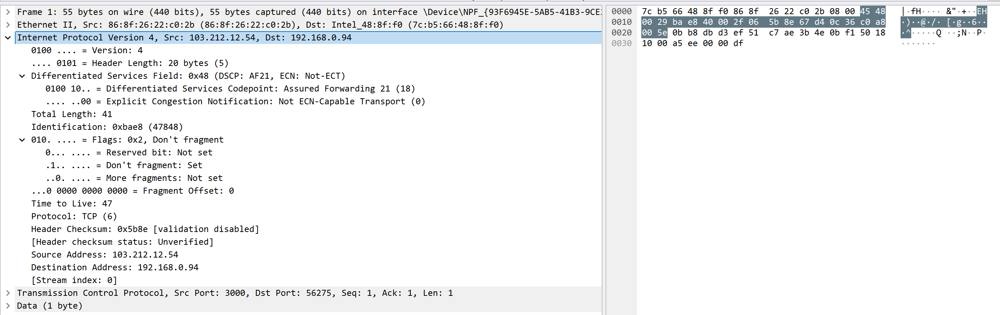 Frame 1: 55 bytes on wire (440 bits), 55 bytes captured (440 bits) on interface \Device\NPF_{93F6945E-5AB5-41B3-9CE
Ethernet II, Src: 86:8f:26:22:c0:2b (86:8f:26:22:c0:2b), Dst: Intel_48:8f:f0 (7c:b5:66:48:8f:f0)
Internet Protocol Version 4, Src: 103.212.12.54, Dst: 192.168.0.94
0100 .... = Version: 4
.... 0101 = Header Length: 20 bytes (5)
Differentiated Services Field: 0x48 (DSCP: AF21, ECN: Not-ECT)
0100 10.. = Differentiated Services Codepoint: Assured Forwarding 21 (18)
.... ..00 = Explicit Congestion Notification: Not ECN-Capable Transport (0)
Total Length: 41
Identification: 0xbae8 (47848)
010. .... = Flags: 0x2, Don't fragment
0... .... = Reserved bit: Not set
.1.. .... = Don't fragment: Set
..0. .... = More fragments: Not set
...0 0000 0000 0000 = Fragment Offset: 0
Time to Live: 47
Protocol: TCP (6)
Header Checksum: 0x5b8e [validation disabled]
[Header checksum status: Unverified]
Source Address: 103.212.12.54
Destination Address: 192.168.0.94
[Stream index: 0]
Transmission Control Protocol, Src Port: 3000, Dst Port: 56275, Seq: 1, Ack: 1, Len: 1
Data (1 byte)
0000 7c b5 66 48 8f f0 86 8f 26 22 c0 2b 08 00 45 48 |·fH···· &"·+··EH
0010 00 29 ba e8 40 00 2f 06 5b 8e 67 d4 0c 36 c0 a8 ·)··@·/· [·g··6··
0020 00 5e 0b b8 db d3 ef 51 c7 ae 3b 4e 0b f1 50 18 ·^·····Q ··;N··P·
0030 10 00 a5 ee 00 00 df ·······